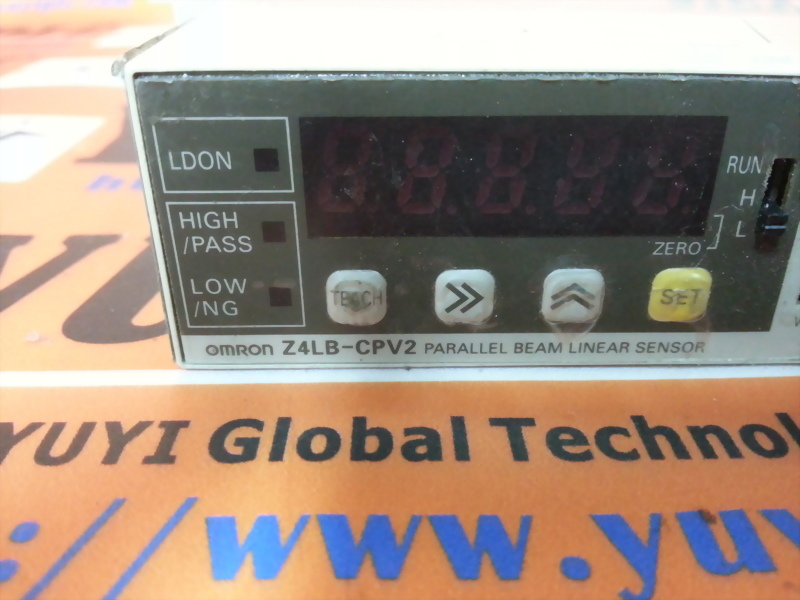 LDON
HIGH
/PASS
LOW
/NG
RUN
H
L
ZERO
TEACH
SET
OMRON Z4LB-CPV2 PARALLEL BEAM LINEAR SENSOR
YUYI Global Technol
://www.yuy